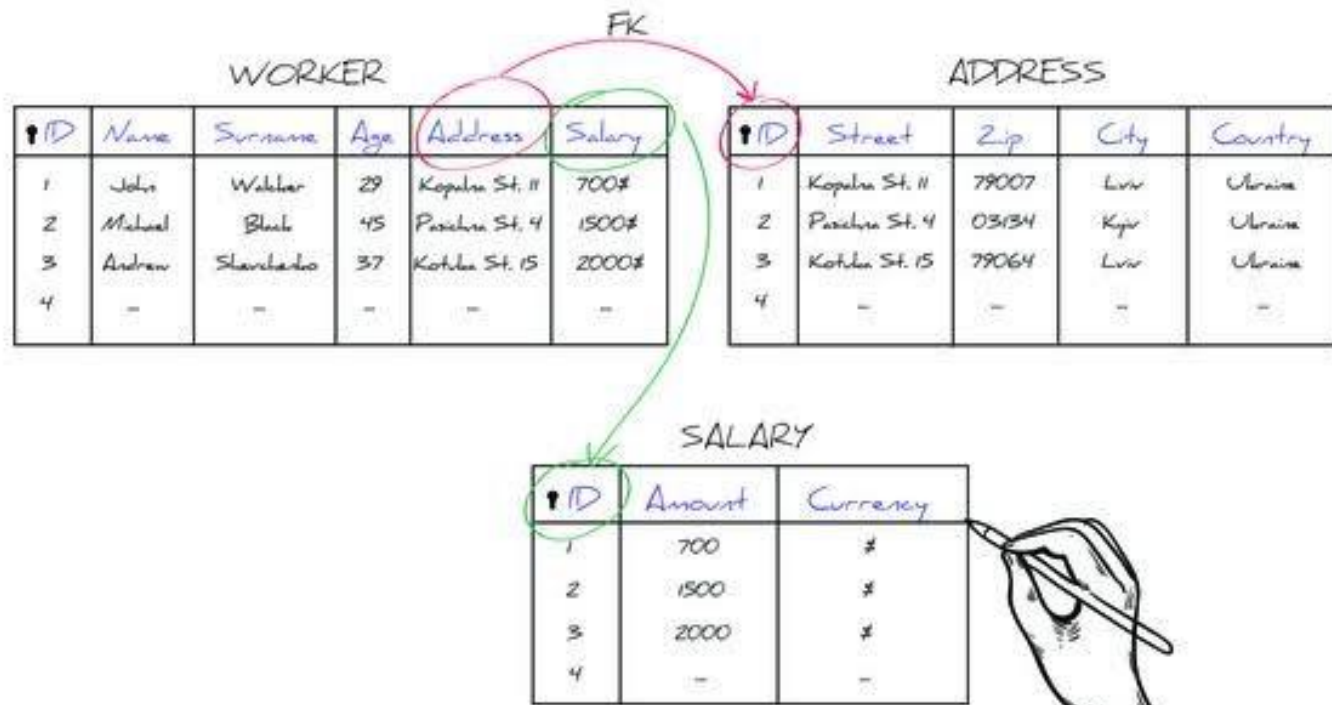 FK
WORKER
ID Name Surname Age Address Salary
1 John Walcher 29 Kopalna St. 11 700$
2 Michael Black 45 Pasichna St. 4 1500$
3 Andrew Shevchenko 37 Kotulka St. 15 2000$
4 - - - - -
ADDRESS
ID Street Zip City Country
1 Kopalna St. 11 79007 Lviv Ukraine
2 Pasichna St. 4 03134 Kyiv Ukraine
3 St. 15 79064 Lviv Ukraine
4 - - - -
SALARY
ID Amount Currency
1 700 $
2 1500 $
3 2000 $
4 - -